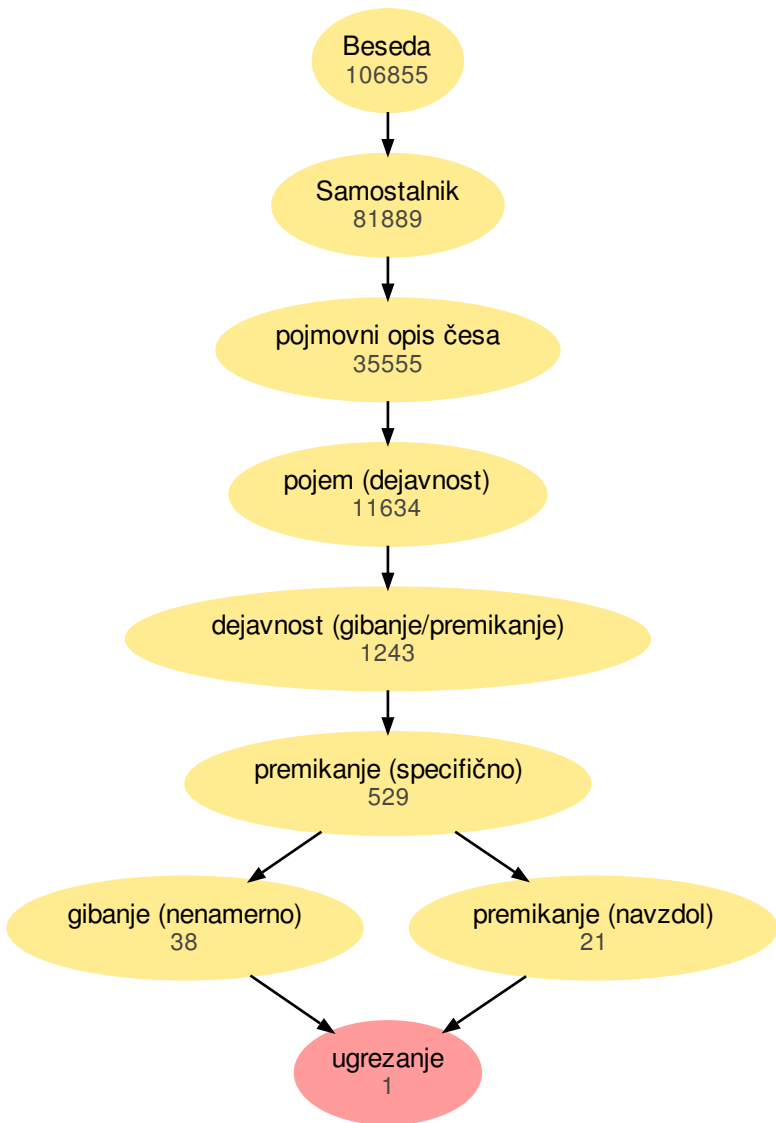 Beseda
106855
Samostalnik
81889
pojmovni opis česa
35555
pojem (dejavnost)
11634
dejavnost (gibanje/premikanje)
1243
premikanje (specifično)
529
gibanje (nenamerno)
38
premikanje (navzdol)
21
ugrezanje
1